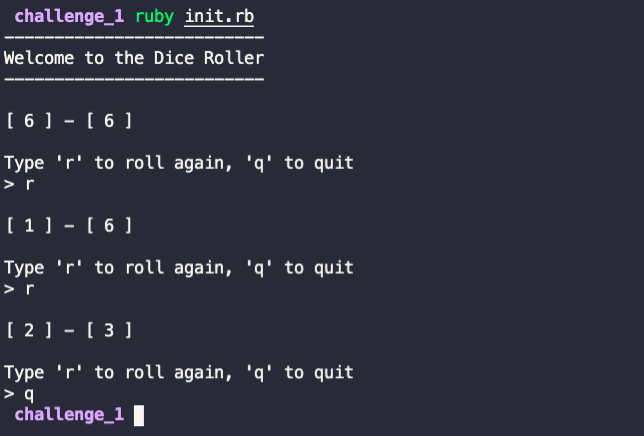 challenge_1 ruby init.rb
--------------------------
Welcome to the Dice Roller
--------------------------
[ 6 ] - [ 6 ]
Type 'r' to roll again, 'q' to quit
> r
[ 1 ] - [ 6 ]
Type 'r' to roll again, 'q' to quit
> r
[ 2 ] - [ 3 ]
Type 'r' to roll again, 'q' to quit
> q
challenge_1